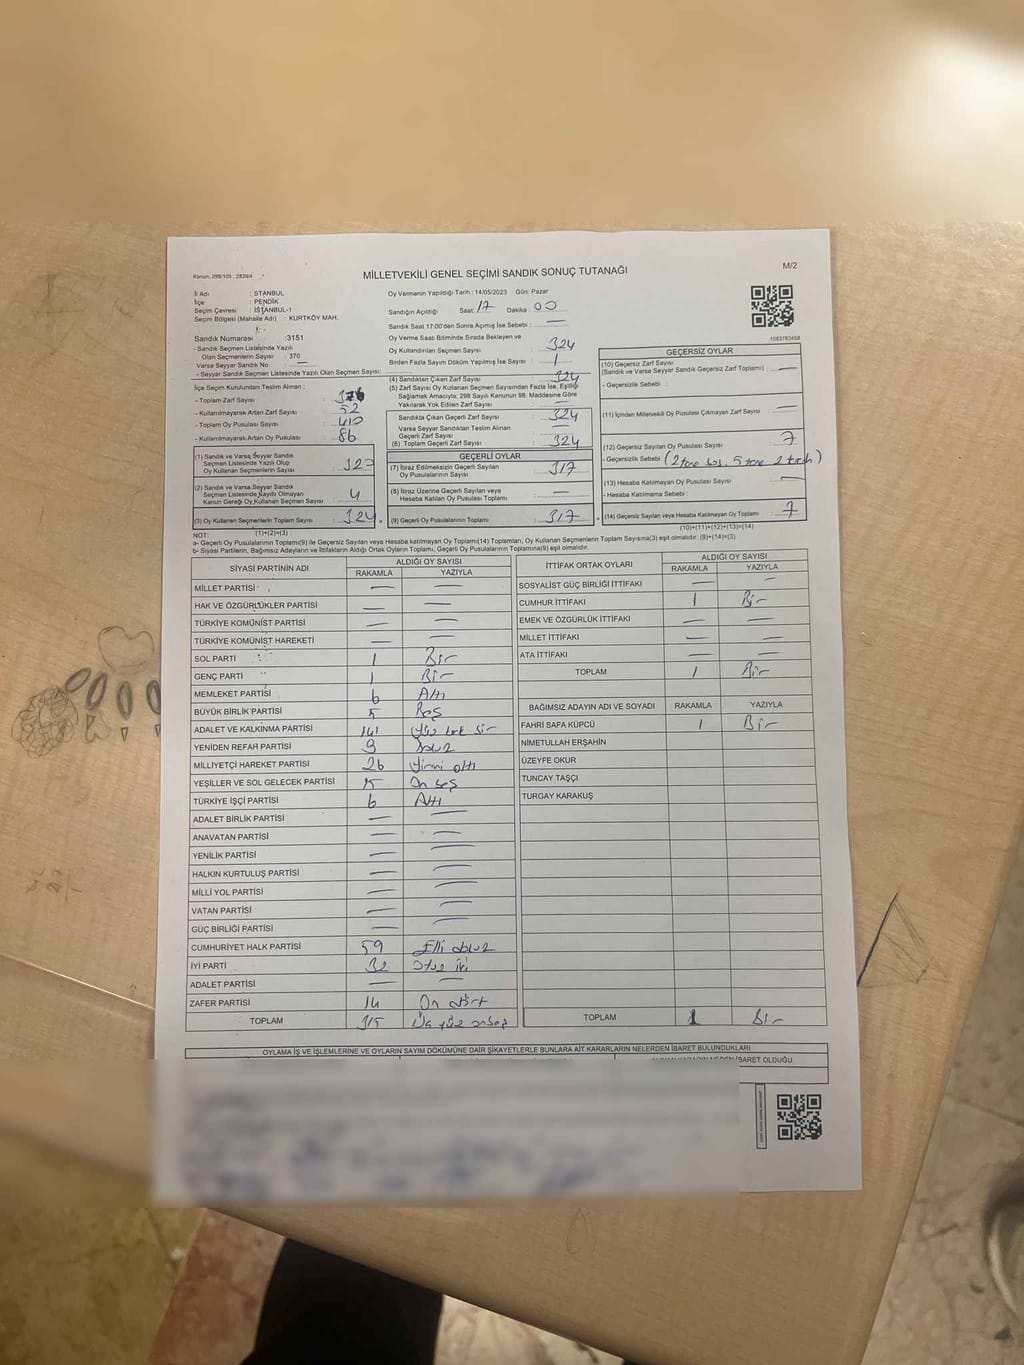 Kanun: 298/105 , 2839/4
MİLLETVEKİLİ GENEL SEÇİMİ SANDIK SONUÇ TUTANAĞI
M/2
İl Adı : STANBUL
İlçe : PENDİK
Seçim Çevresi : İSTANBUL-1
Seçim Bölgesi (Mahalle Adı) : KURTKÖY MAH.
Sandık Numarası :3151
- Sandık Seçmen Listesinde Yazılı
Olan Seçmenlerin Sayısı : 370
Varsa Seyyar Sandık No : —
- Seyyar Sandık Seçmen Listesinde Yazılı Olan Seçmen Sayısı:
Oy Vermenin Yapıldığı Tarih : 14/05/2023 Gün: Pazar
Sandığın Açıldığı Saat: 17 Dakika : 00
Sandık Saat 17:00'den Sonra Açılmış İse Sebebi : —
Oy Verme Saati Bitiminde Sırada Bekleyen ve
Oy Kullandırılan Seçmen Sayısı : 324
Birden Fazla Sayım Döküm Yapılmış İse Sayısı : 1
1083783458
İlçe Seçim Kurulundan Teslim Alınan :
- Toplam Zarf Sayısı :
- Kullanılmayarak Artan Zarf Sayısı : 52
- Toplam Oy Pusulası Sayısı : 410
- Kullanılmayarak Artan Oy Pusulası : 86
(1) Sandık ve Varsa Seyyar Sandık
Seçmen Listesinde Yazılı Olup
Oy Kullanan Seçmenlerin Sayısı :
(2) Sandık ve Varsa Seyyar Sandık
Seçmen Listesinde Kayıtlı Olmayan
Kanun Gereği Oy Kullanan Seçmen Sayısı : 4
(3) Oy Kullanan Seçmenlerin Toplam Sayısı : 324
(1)+(2)=(3)
(4) Sandıktan Çıkan Zarf Sayısı : 324
(5) Zarf Sayısı Oy Kullanan Seçmen Sayısından Fazla İse, Eşitliği
Sağlamak Amacıyla, 298 Sayılı Kanunun 98. Maddesine Göre
Yakılarak Yok Edilen Zarf Sayısı : —
Sandıkta Çıkan Geçerli Zarf Sayısı : 324
Varsa Seyyar Sandıktan Teslim Alınan
Geçerli Zarf Sayısı : —
(6) Toplam Geçerli Zarf Sayısı : 324
GEÇERLİ OYLAR
(7) İtiraz Edilmeksizin Geçerli Sayılan
Oy Pusulalarının Sayısı : 317
(8) İtiraz Üzerine Geçerli Sayılan veya
Hesaba Katılan Oy Pusulası Toplamı : —
(9) Geçerli Oy Pusulalarının Toplamı : 317
GEÇERSİZ OYLAR
(10) Geçersiz Zarf Sayısı
(Sandık ve Varsa Seyyar Sandık Geçersiz Zarf Toplamı) : —
- Geçersizlik Sebebi :
(11) İçinden Milletvekili Oy Pusulası Çıkmayan Zarf Sayısı : —
(12) Geçersiz Sayılan Oy Pusulası Sayısı : 7
- Geçersizlik Sebebi : (2 tane boş, 5 tane 2 tercih)
(13) Hesaba Katılmayan Oy Pusulası Sayısı : —
- Hesaba Katılmama Sebebi :
(14) Geçersiz Sayılan veya Hesaba Katılmayan Oy Toplamı : 7
(10)+(11)+(12)+(13)=(14)
NOT:
a- Geçerli Oy Pusulalarının Toplamı(9) ile Geçersiz Sayılan veya Hesaba katılmayan Oy Toplamı(14) Toplamları, Oy Kullanan Seçmenlerin Toplam Sayısına(3) eşit olmalıdır. (9)+(14)=(3)
b- Siyasi Partilerin, Bağımsız Adayların ve İttifakların Aldığı Ortak Oyların Toplamı, Geçerli Oy Pusulalarının Toplamına(9) eşit olmalıdır.
SİYASİ PARTİNİN ADI ALDIĞI OY SAYISI
RAKAMLA YAZIYLA
MİLLET PARTİSİ — —
HAK VE ÖZGÜRLÜKLER PARTİSİ — —
TÜRKİYE KOMÜNİST PARTİSİ — —
TÜRKİYE KOMÜNİST HAREKETİ — —
SOL PARTİ 1 Bir
GENÇ PARTİ 1 Bir
MEMLEKET PARTİSİ 6 Altı
BÜYÜK BİRLİK PARTİSİ 5 Beş
ADALET VE KALKINMA PARTİSİ 141 Yüz kırk bir
YENİDEN REFAH PARTİSİ 9 Dokuz
MİLLİYETÇİ HAREKET PARTİSİ 26 Yirmi altı
YEŞİLLER VE SOL GELECEK PARTİSİ 15 On beş
TÜRKİYE İŞÇİ PARTİSİ 6 Altı
ADALET BİRLİK PARTİSİ — —
ANAVATAN PARTİSİ — —
YENİLİK PARTİSİ — —
HALKIN KURTULUŞ PARTİSİ — —
MİLLİ YOL PARTİSİ — —
VATAN PARTİSİ — —
GÜÇ BİRLİĞİ PARTİSİ — —
CUMHURİYET HALK PARTİSİ 59 Elli dokuz
İYİ PARTİ 32 Otuz iki
ADALET PARTİSİ — —
ZAFER PARTİSİ 14 On dört
TOPLAM 315 Üç yüz onbeş
İTTİFAK ORTAK OYLARI ALDIĞI OY SAYISI
RAKAMLA YAZIYLA
SOSYALİST GÜÇ BİRLİĞİ İTTİFAKI — —
CUMHUR İTTİFAKI 1 Bir
EMEK VE ÖZGÜRLÜK İTTİFAKI — —
MİLLET İTTİFAKI — —
ATA İTTİFAKI — —
TOPLAM 1 Bir
BAĞIMSIZ ADAYIN ADI VE SOYADI RAKAMLA YAZIYLA
FAHRİ SAFA KÜPCÜ 1 Bir
NİMETULLAH ERŞAHİN
ÜZEYFE OKUR
TUNCAY TAŞÇI
TURGAY KARAKUŞ
TOPLAM 1 Bir
OYLAMA İŞ VE İŞLEMLERİNE VE OYLARIN SAYIM DÖKÜMÜNE DAİR ŞİKAYETLERLE BUNLARA AİT KARARLARIN NELERDEN İBARET BULUNDUKLARI
İBARET OLDUĞU